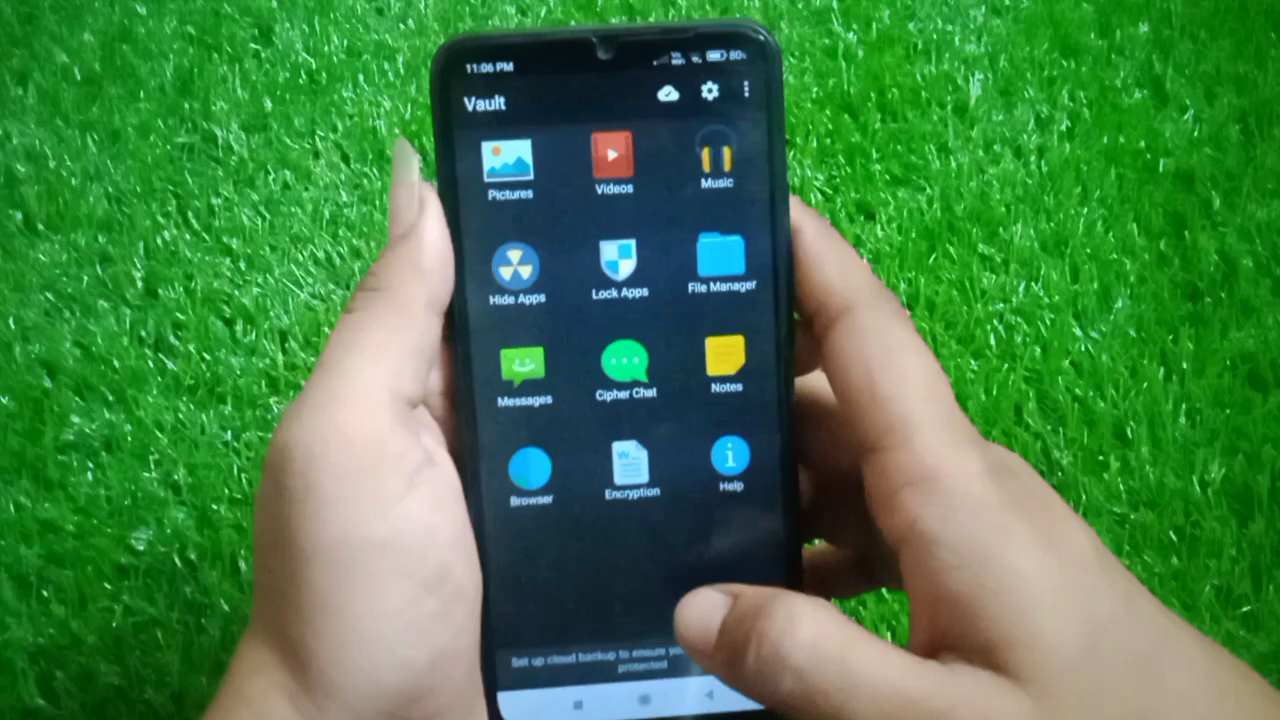 11:06 PM
80%
Vault
Pictures
Videos
Music
Hide Apps
Lock Apps
File Manager
Messages
Cipher Chat
Notes
Browser
Encryption
Help
Set up cloud backup to ensure
protected